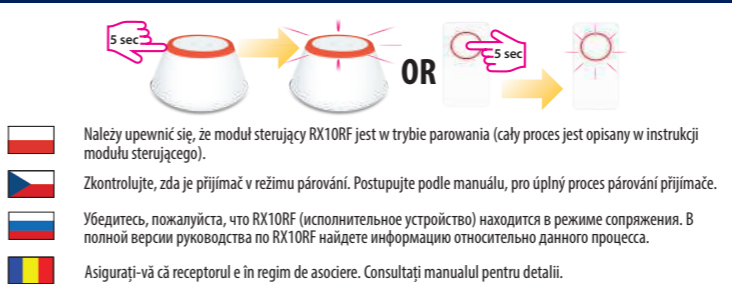 5 sec
OR
5 sec
Należy upewnić się, że moduł sterujący RX10RF jest w trybie parowania (cały proces jest opisany w instrukcji
modułu sterującego).
Zkontrolujte, zda je přijímač v režimu párování. Postupujte podle manuálu, pro úplný proces párování přijímače.
Убедитесь, пожалуйста, что RX10RF (исполнительное устройство) находится в режиме сопряжения. В
полной версии руководства по RX10RF найдете информацию относительно данного процесса.
Asigurați-vă că receptorul e în regim de asociere. Consultați manualul pentru detalii.